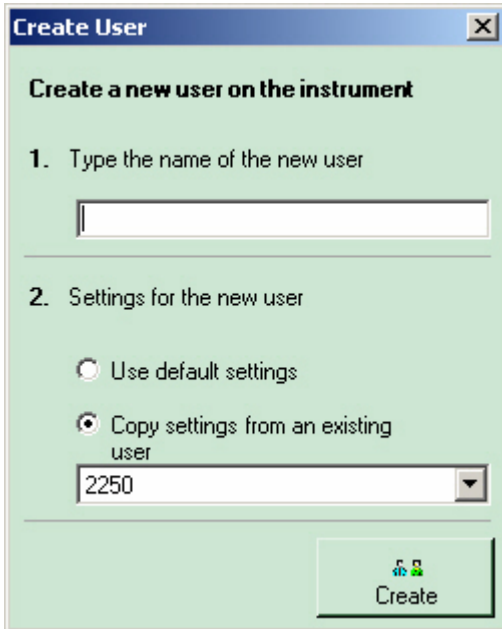 Create User
Create a new user on the instrument
1. Type the name of the new user
2. Settings for the new user
Use default settings
Copy settings from an existing
user
2250
Create